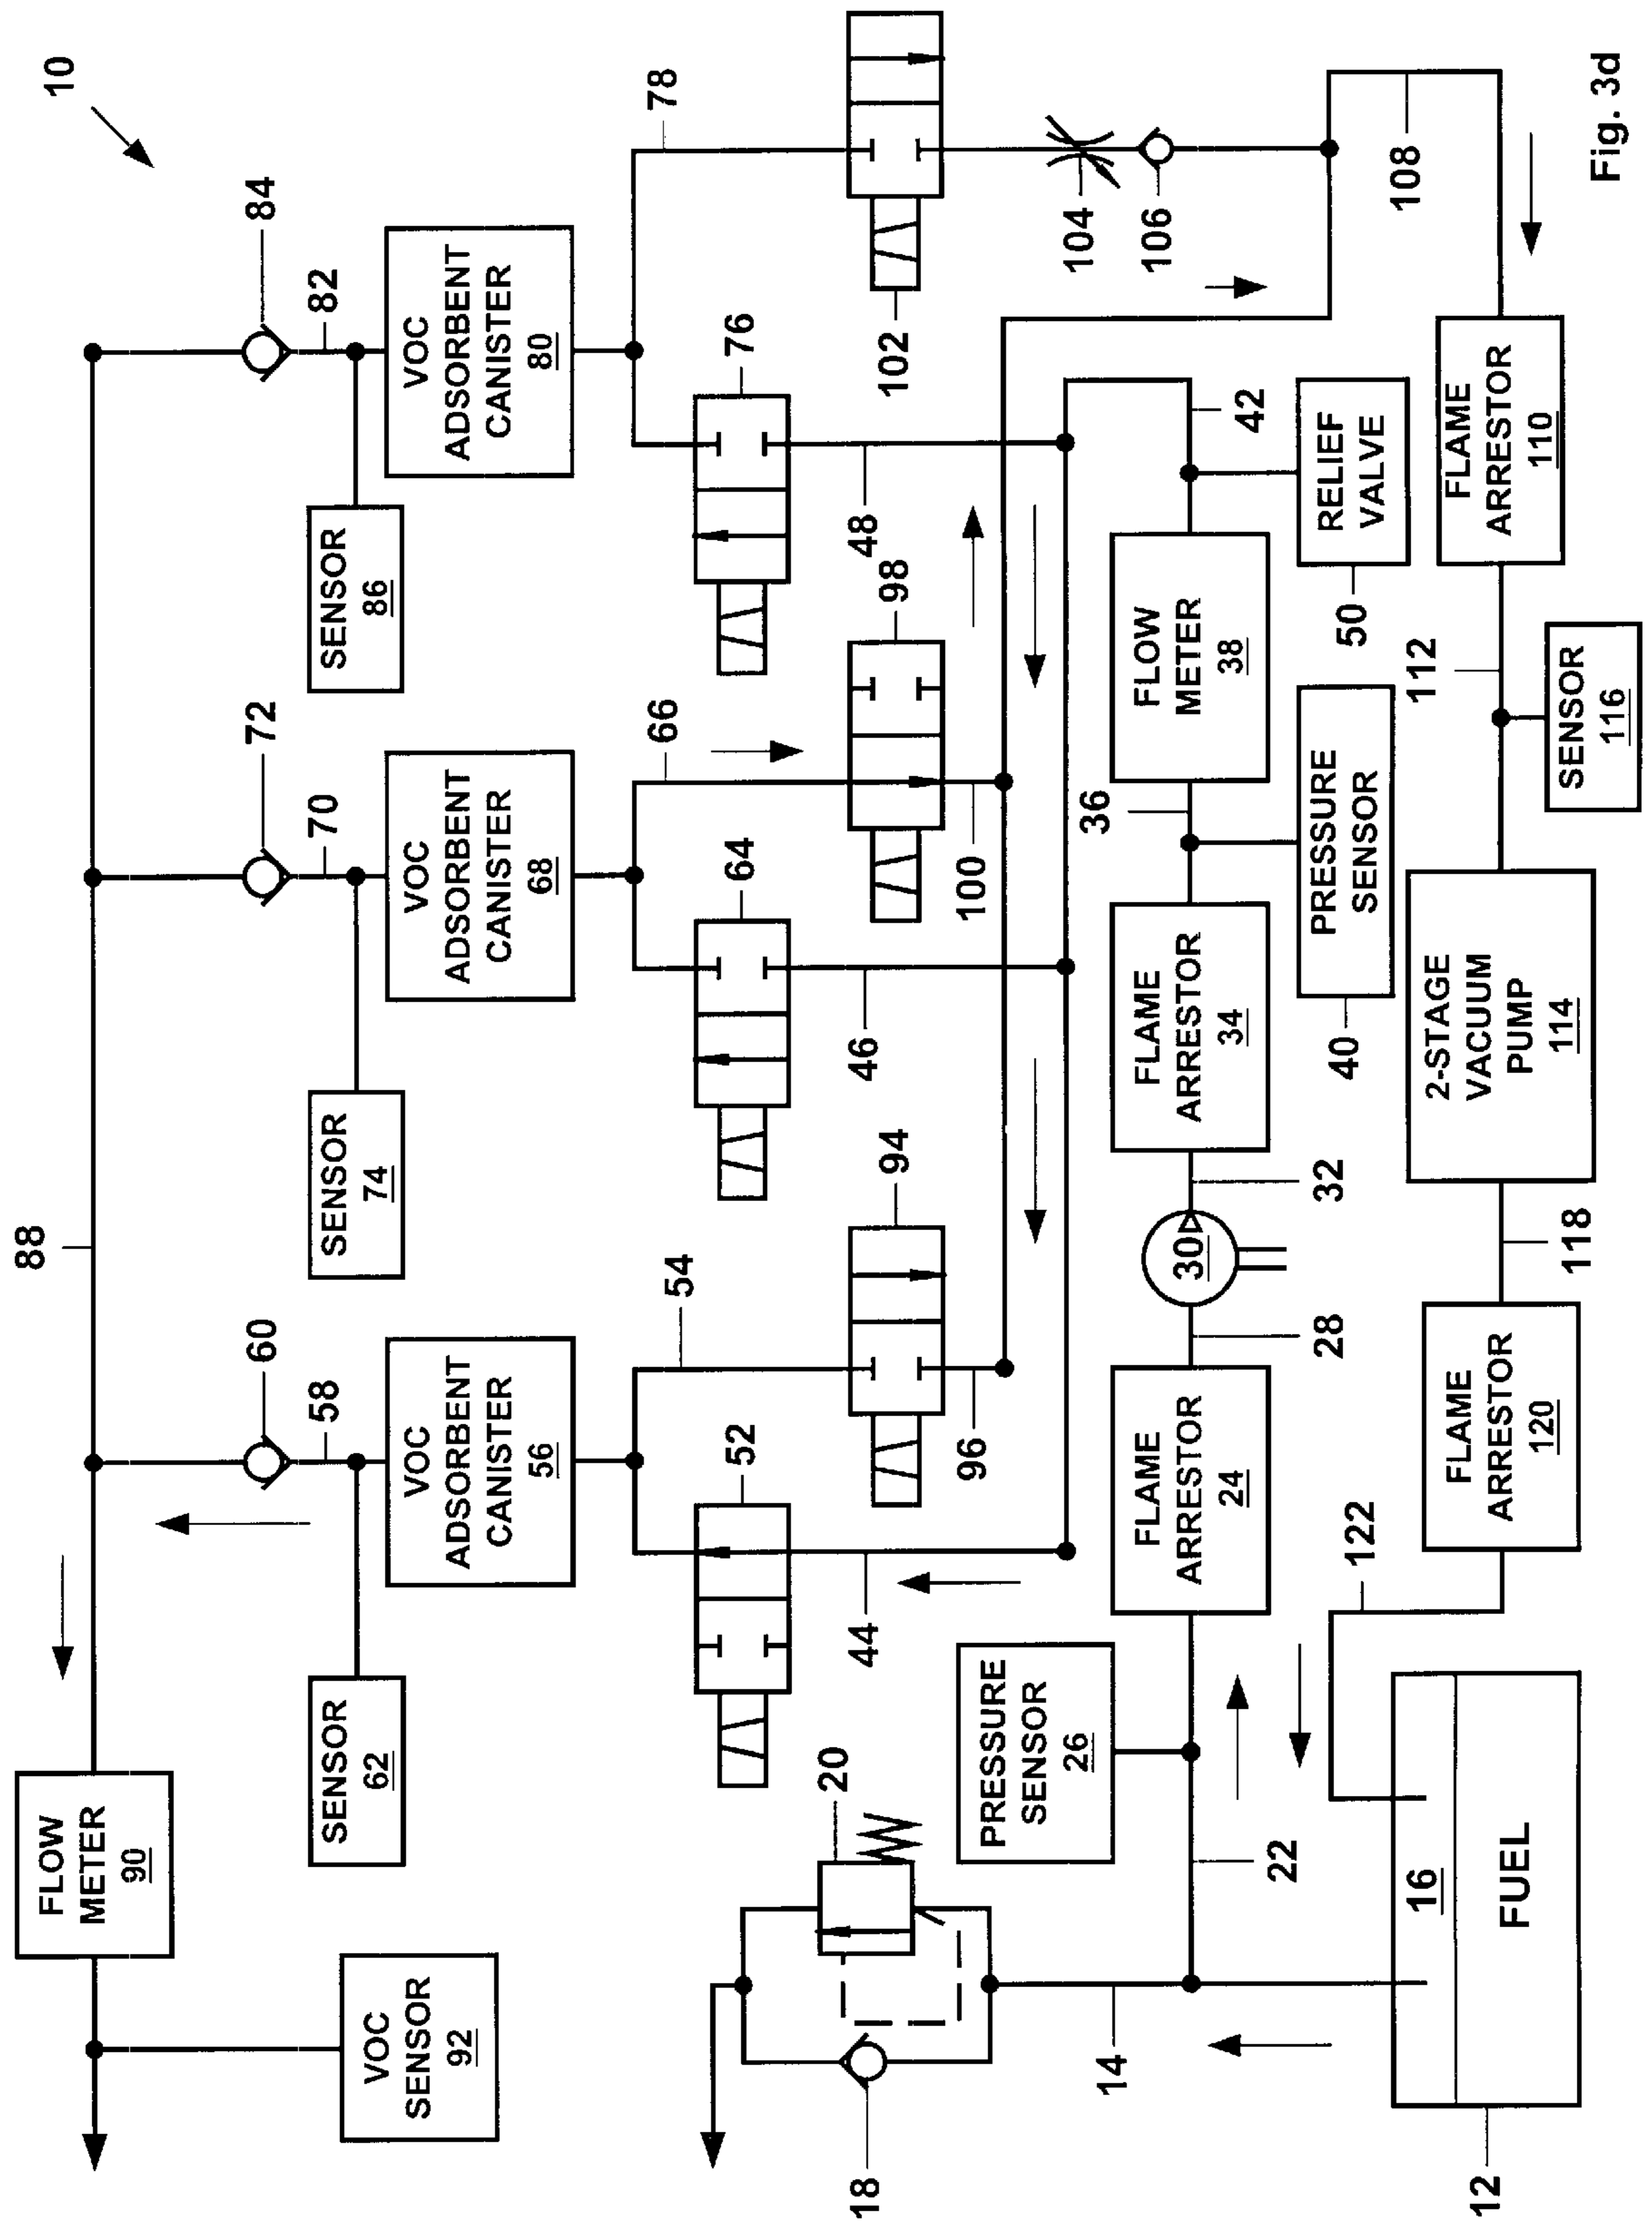 10
88
FLOW
METER
90
VOC
SENSOR
92
60
58
SENSOR
62
VOC
ADSORBENT
CANISTER
56
72
70
SENSOR
74
VOC
ADSORBENT
CANISTER
68
84
82
SENSOR
86
VOC
ADSORBENT
CANISTER
80
54
52
94
96
44
66
64
98
100
46
78
76
102
48
104
106
108
18
20
14
22
PRESSURE
SENSOR
26
FLAME
ARRESTOR
24
28
30
32
FLAME
ARRESTOR
34
36
PRESSURE
SENSOR
40
FLOW
METER
38
42
RELIEF
VALVE
50
FLAME
ARRESTOR
110
112
SENSOR
116
2-STAGE
VACUUM
PUMP
114
118
FLAME
ARRESTOR
120
122
16
FUEL
12
Fig. 3d